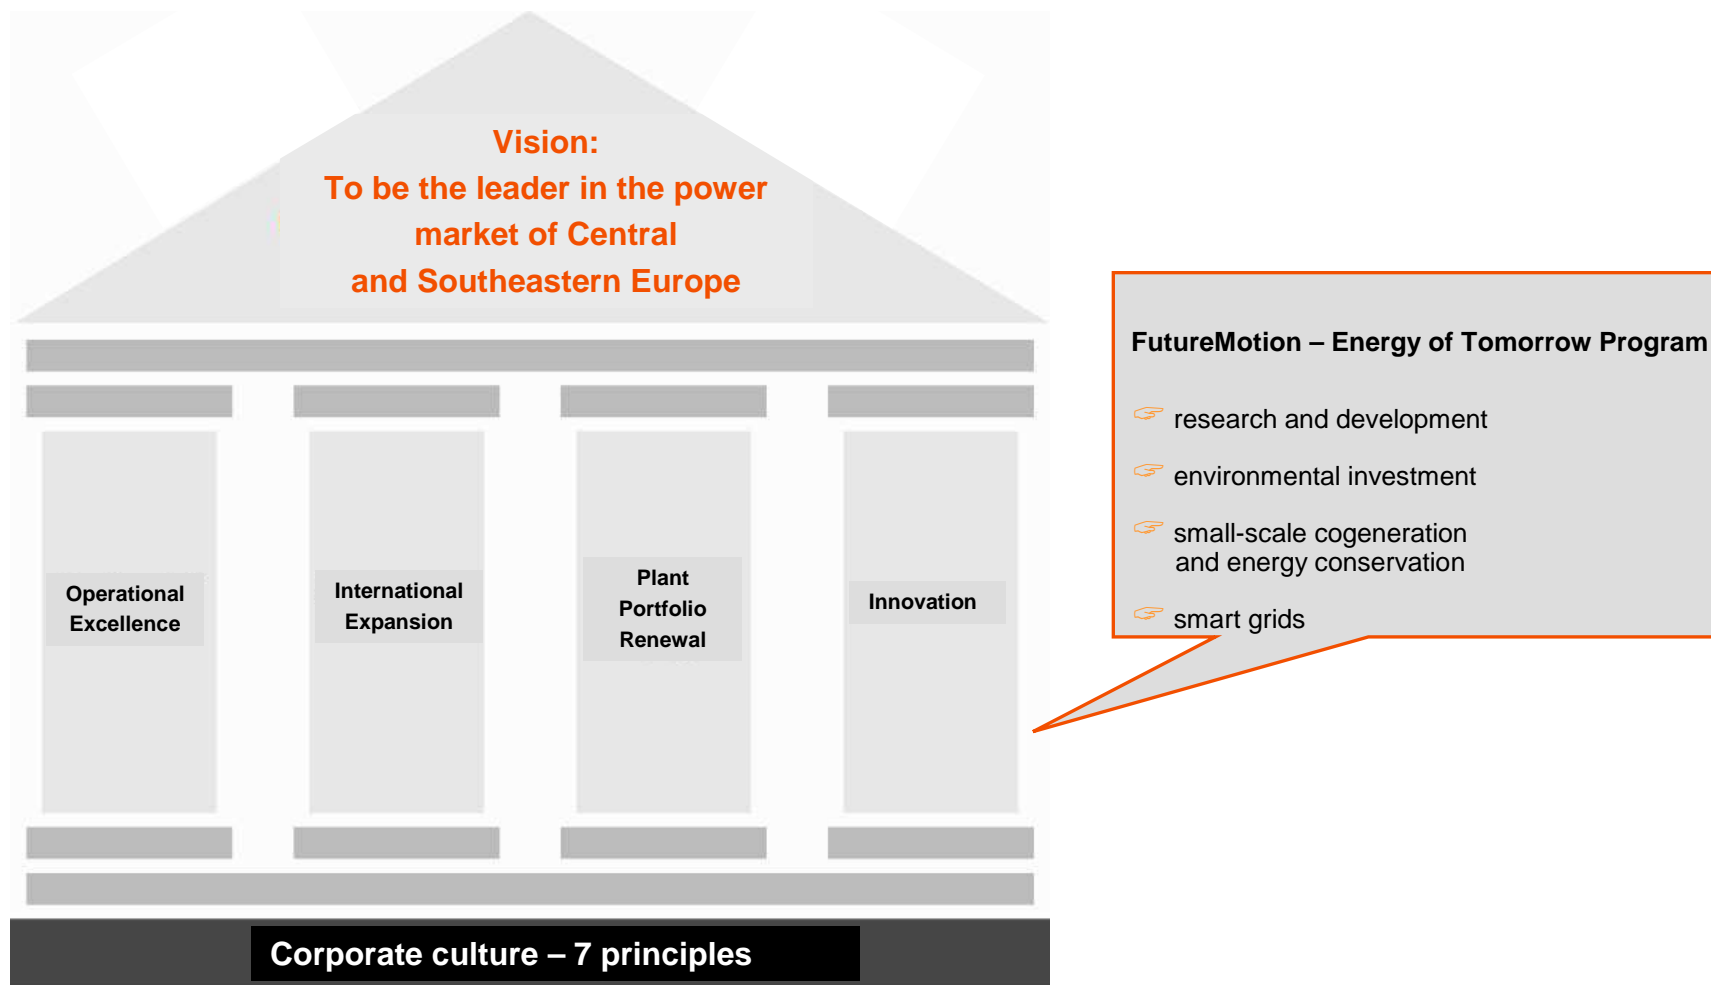 Vision:
To be the leader in the power
market of Central
and Southeastern Europe
FutureMotion – Energy of Tomorrow Program
research and development
environmental investment
small-scale cogeneration
and energy conservation
smart grids
Operational
Excellence
International
Expansion
Plant
Portfolio
Renewal
Innovation
Corporate culture – 7 principles